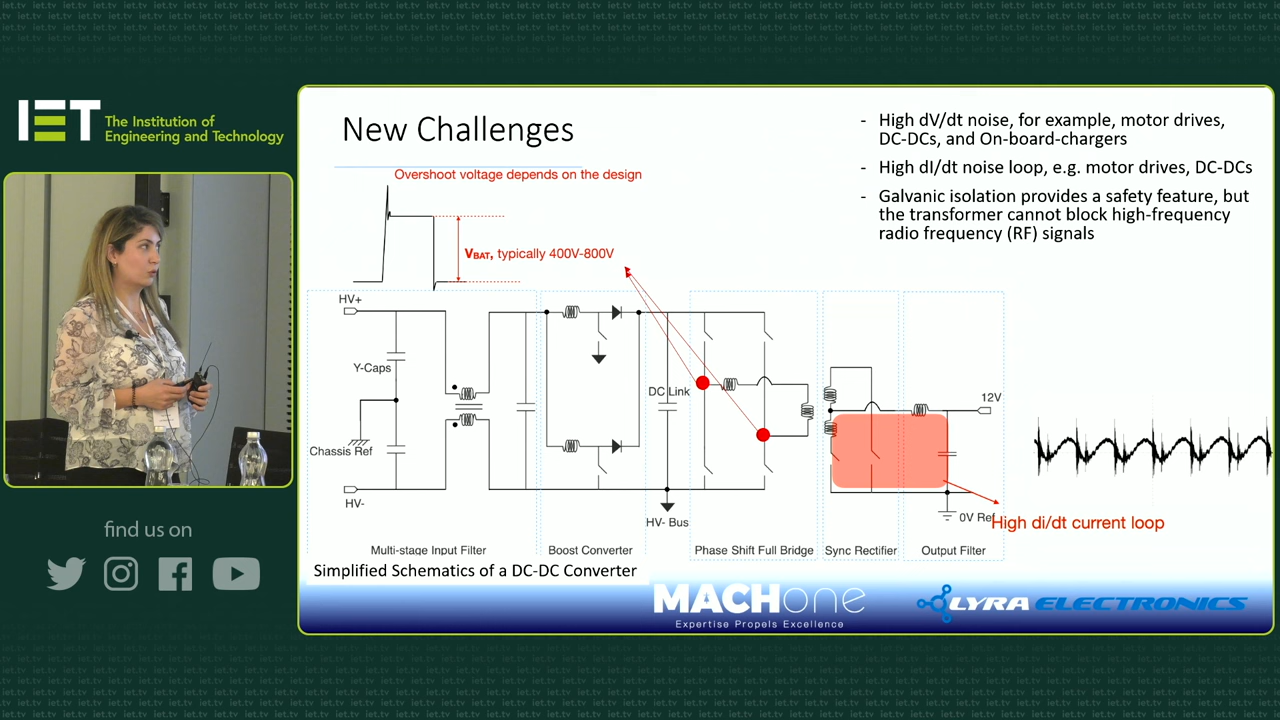 IET The Institution of
Engineering and Technology
find us on
New Challenges
- High dV/dt noise, for example, motor drives,
DC-DCs, and On-board-chargers
- High dI/dt noise loop, e.g. motor drives, DC-DCs
- Galvanic isolation provides a safety feature, but
the transformer cannot block high-frequency
radio frequency (RF) signals
Overshoot voltage depends on the design
VBAT, typically 400V-800V
HV+
Y-Caps
Chassis Ref
HV-
DC Link
HV- Bus
12V
0V Ref
High di/dt current loop
Multi-stage Input Filter
Boost Converter
Phase Shift Full Bridge
Sync Rectifier
Output Filter
Simplified Schematics of a DC-DC Converter
MACHone
Expertise Propels Excellence
LYRA ELECTRONICS
iet.tv